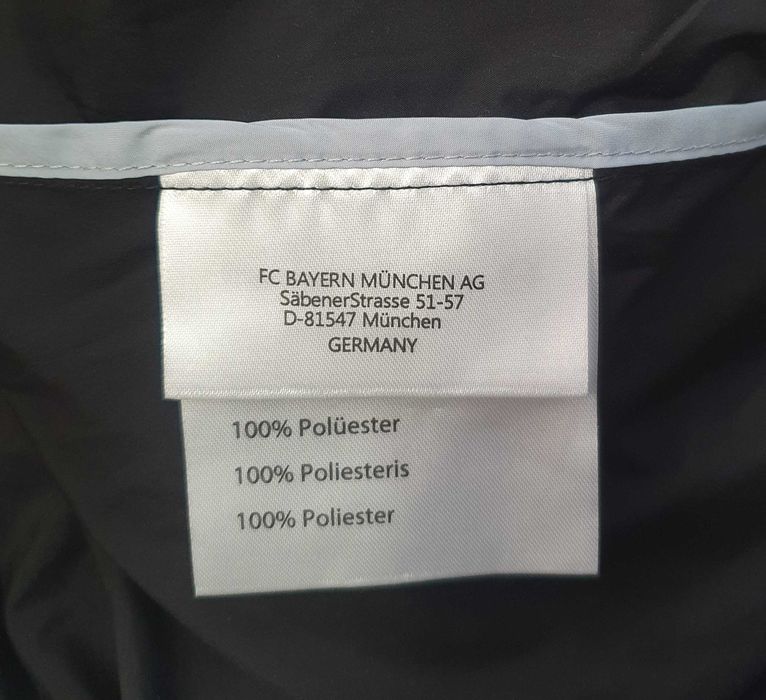 FC BAYERN MÜNCHEN AG
SäbenerStrasse 51-57
D-81547 München
GERMANY
100% Polüester
100% Poliesteris
100% Poliester